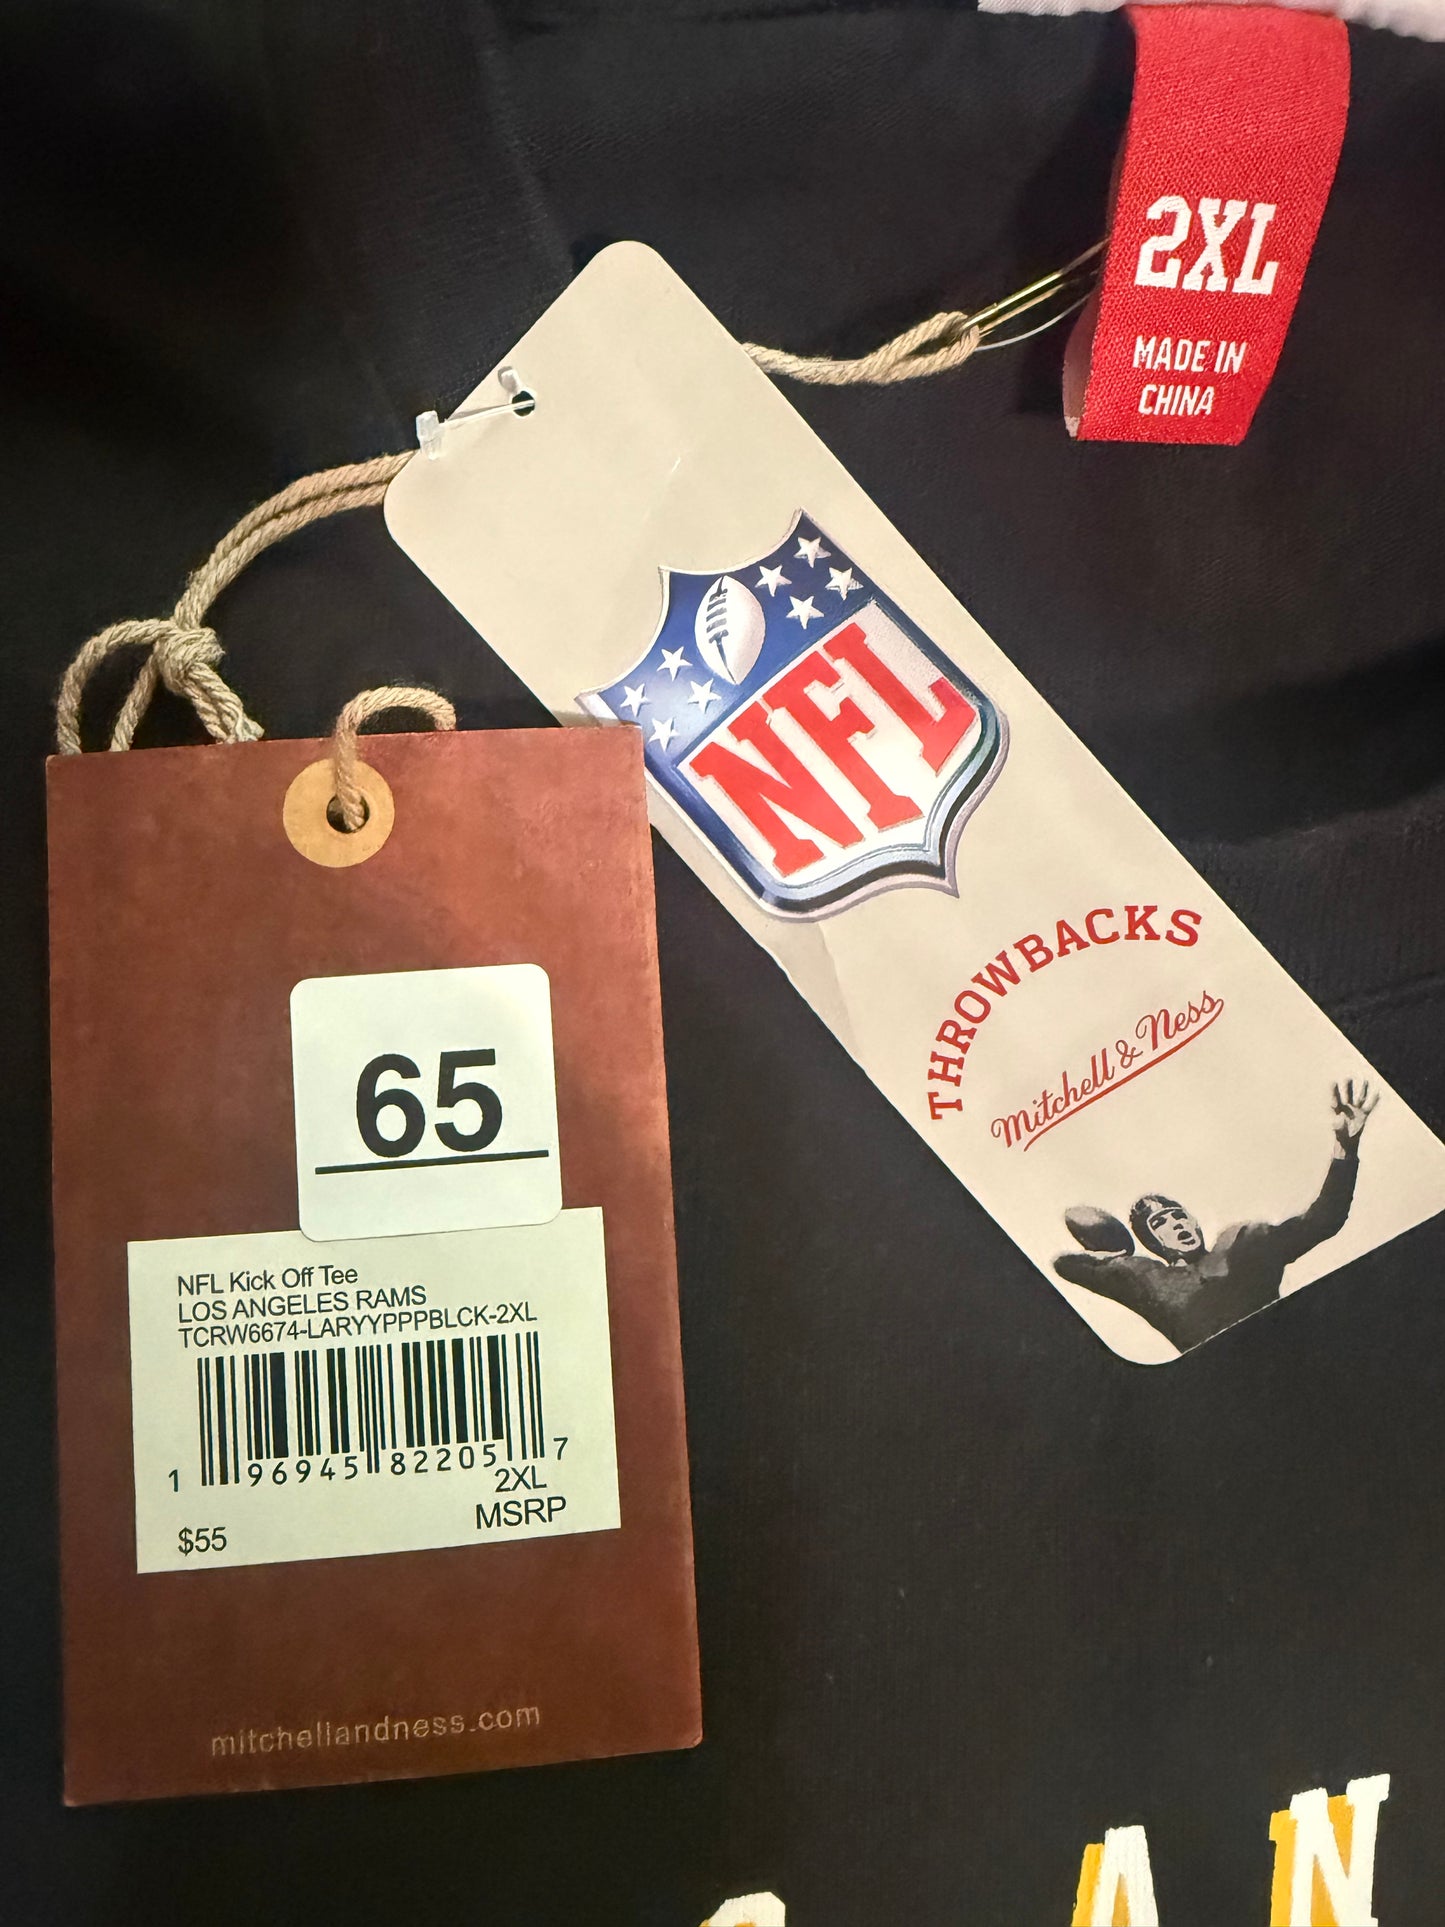 2XL
MADE IN
CHINA
NFL
THROWBACKS
Mitchell & Ness
65
NFL Kick Off Tee
LOS ANGELES RAMS
TCRW6674-LARYYPPPBLCK-2XL
1 96945 82205 7
2XL
MSRP
$55
mitchellandness.com
AN